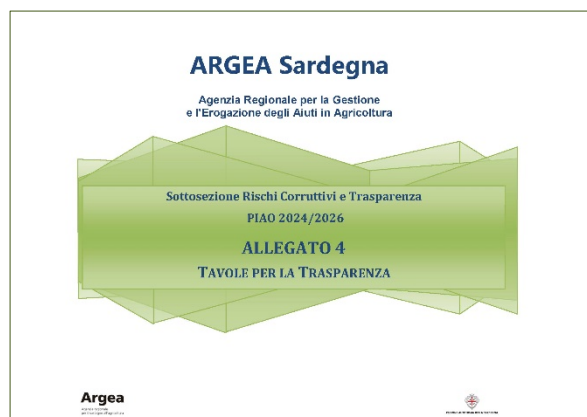 ARGEA Sardegna
Agenzia Regionale per la Gestione
e l'Erogazione degli Aiuti in Agricoltura
Sottosezione Rischi Corruttivi e Trasparenza
PIAO 2024/2026
ALLEGATO 4
TAVOLE PER LA TRASPARENZA
Argea